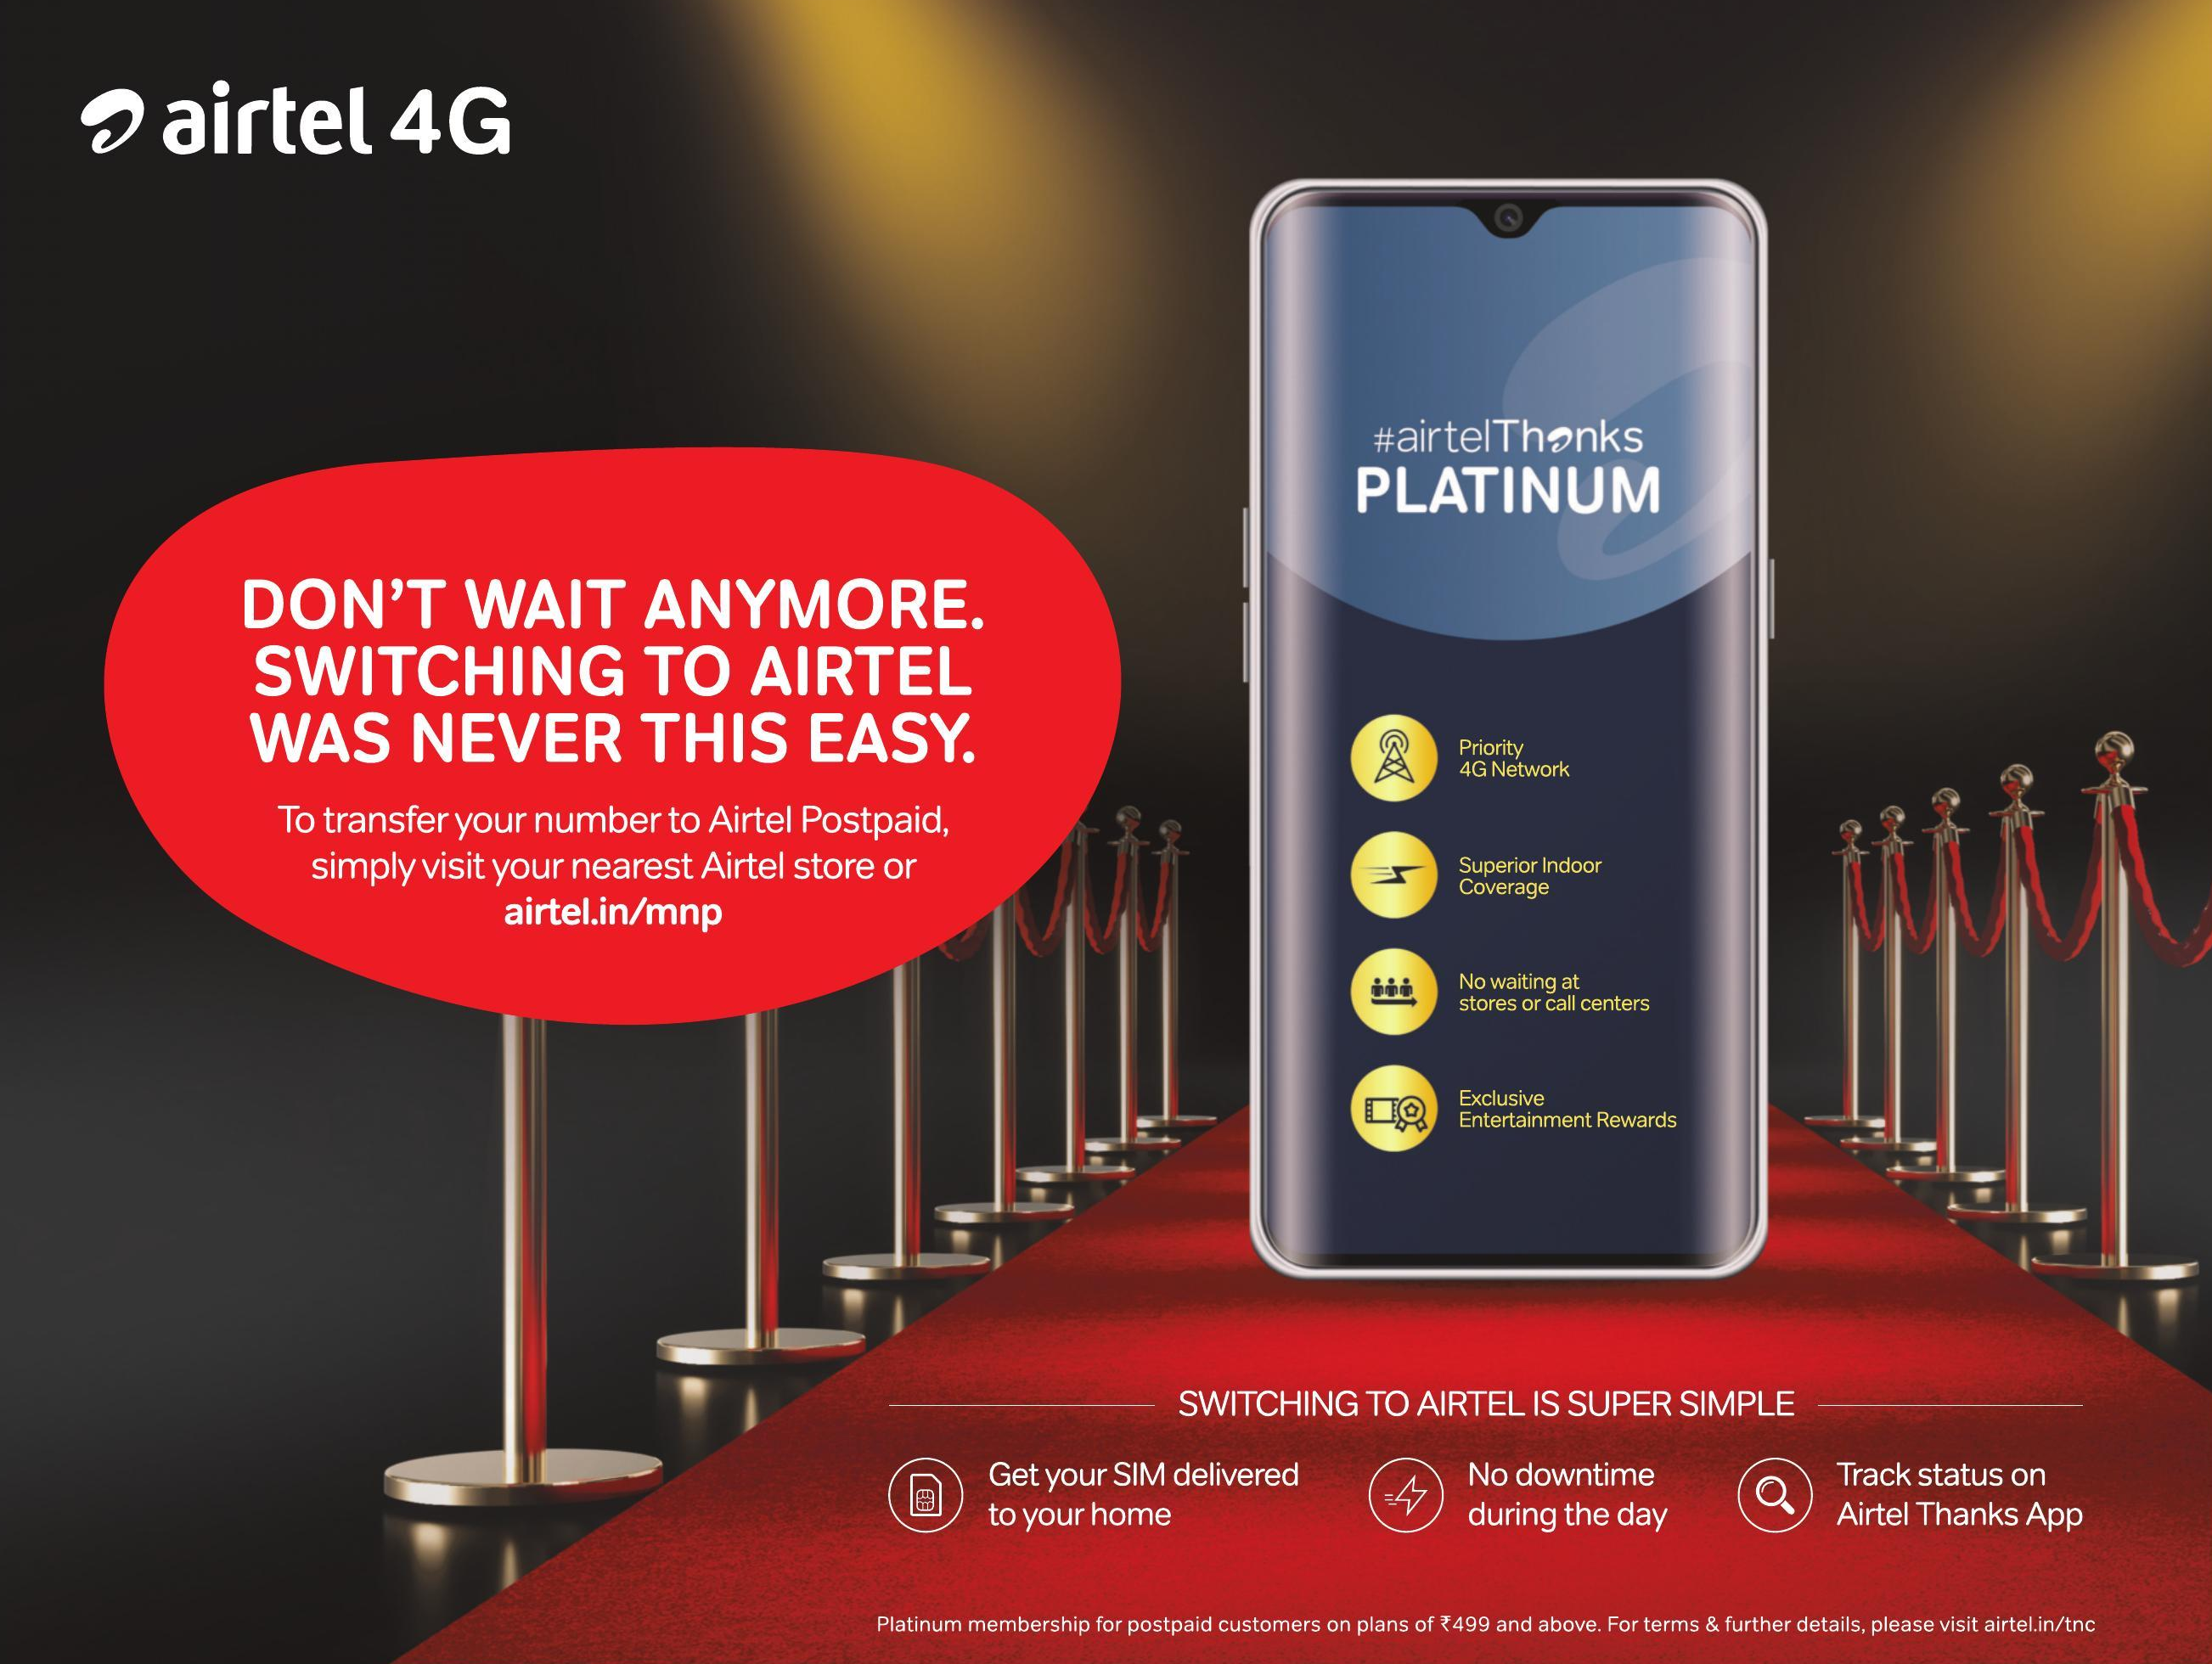 airtel 4G
DON'T WAIT ANYMORE.
SWITCHING TO AIRTEL
WAS NEVER THIS EASY.
To transfer your number to Airtel Postpaid,
simply visit your nearest Airtel store or
airtel.in/mnp
#airtelThanks
PLATINUM
Priority
4G Network
Superior Indoor
Coverage
No waiting at
stores or call centers
Exclusive
Entertainment Rewards
SWITCHING TO AIRTEL IS SUPER SIMPLE
Get your SIM delivered
to your home
No downtime
during the day
Track status on
Airtel Thanks App
Platinum membership for postpaid customers on plans of ₹499 and above. For terms & further details, please visit airtel.in/tnc